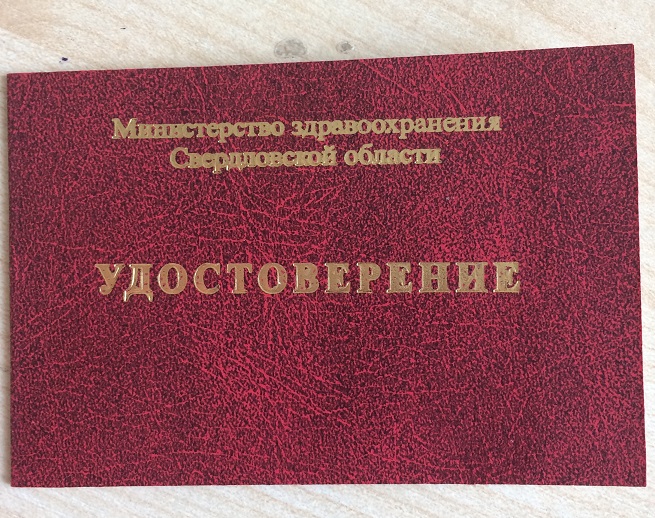 Министерство здравоохранения
Свердловской области
УДОСТОВЕРЕНИЕ